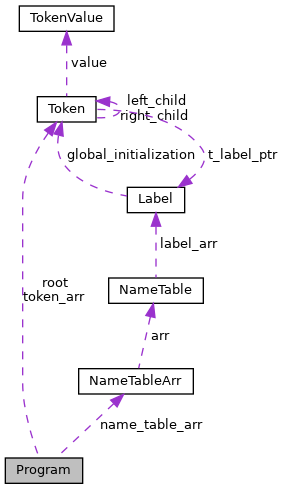 TokenValue
value
Token
left_child
right_child
global_initialization
t_label_ptr
Label
label_arr
NameTable
root
token_arr
arr
NameTableArr
name_table_arr
Program